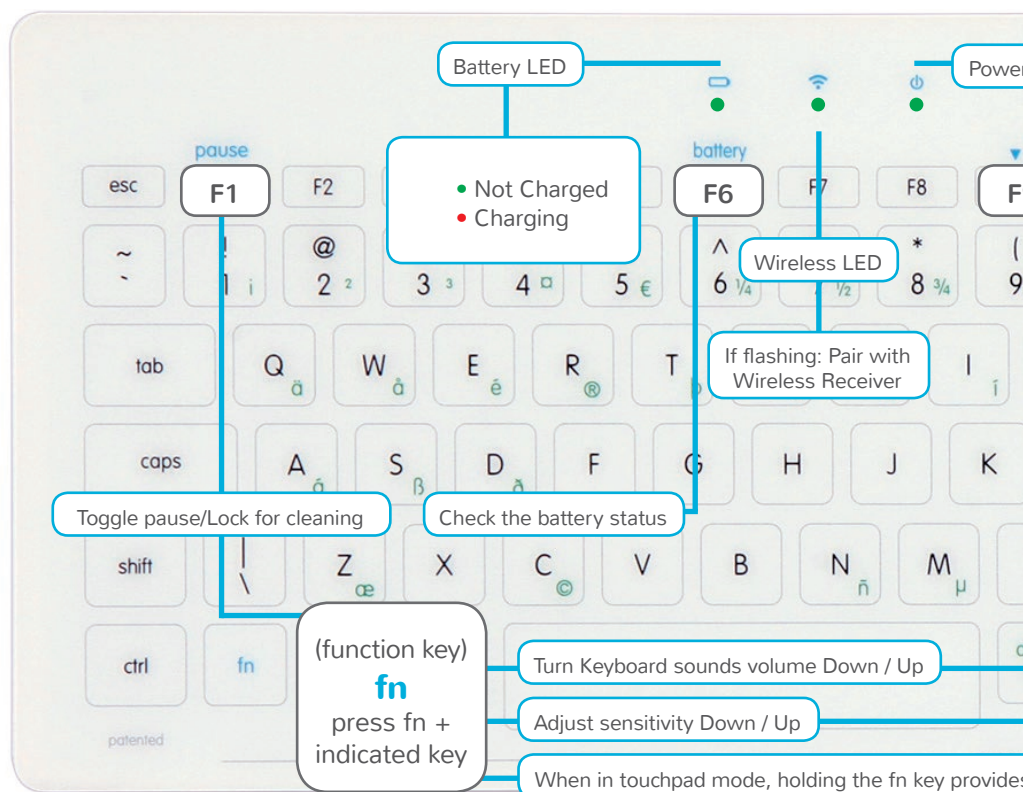 Battery LED
Power
pause
battery
esc
F1
F2
• Not Charged
• Charging
F6
F7
F8
F
~
`
!
1 ¡
@
2 ²
3 ³
4 ¤
5 €
^
6 ¼
Wireless LED
½
*
8 ¾
(
9
tab
Q ä
W å
E é
R ®
T þ
If flashing: Pair with
Wireless Receiver
I í
caps
A á
S ß
D ð
F
G
H
J
K
Toggle pause/Lock for cleaning
Check the battery status
shift
|
\
Z œ
X
C ©
V
B
N ñ
M µ
ctrl
fn
(function key)
fn
press fn +
indicated key
Turn Keyboard sounds volume Down / Up
Adjust sensitivity Down / Up
patented
When in touchpad mode, holding the fn key provides